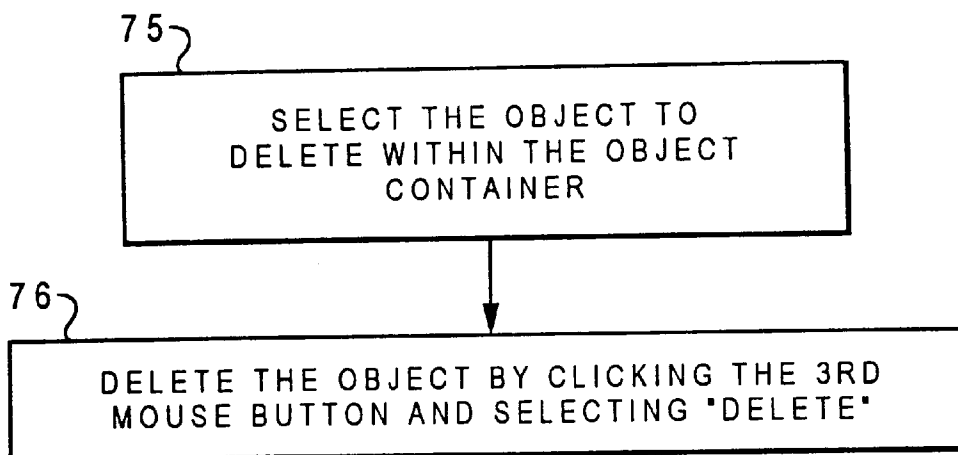 75
SELECT THE OBJECT TO
DELETE WITHIN THE OBJECT
CONTAINER
76
DELETE THE OBJECT BY CLICKING THE 3RD
MOUSE BUTTON AND SELECTING "DELETE"